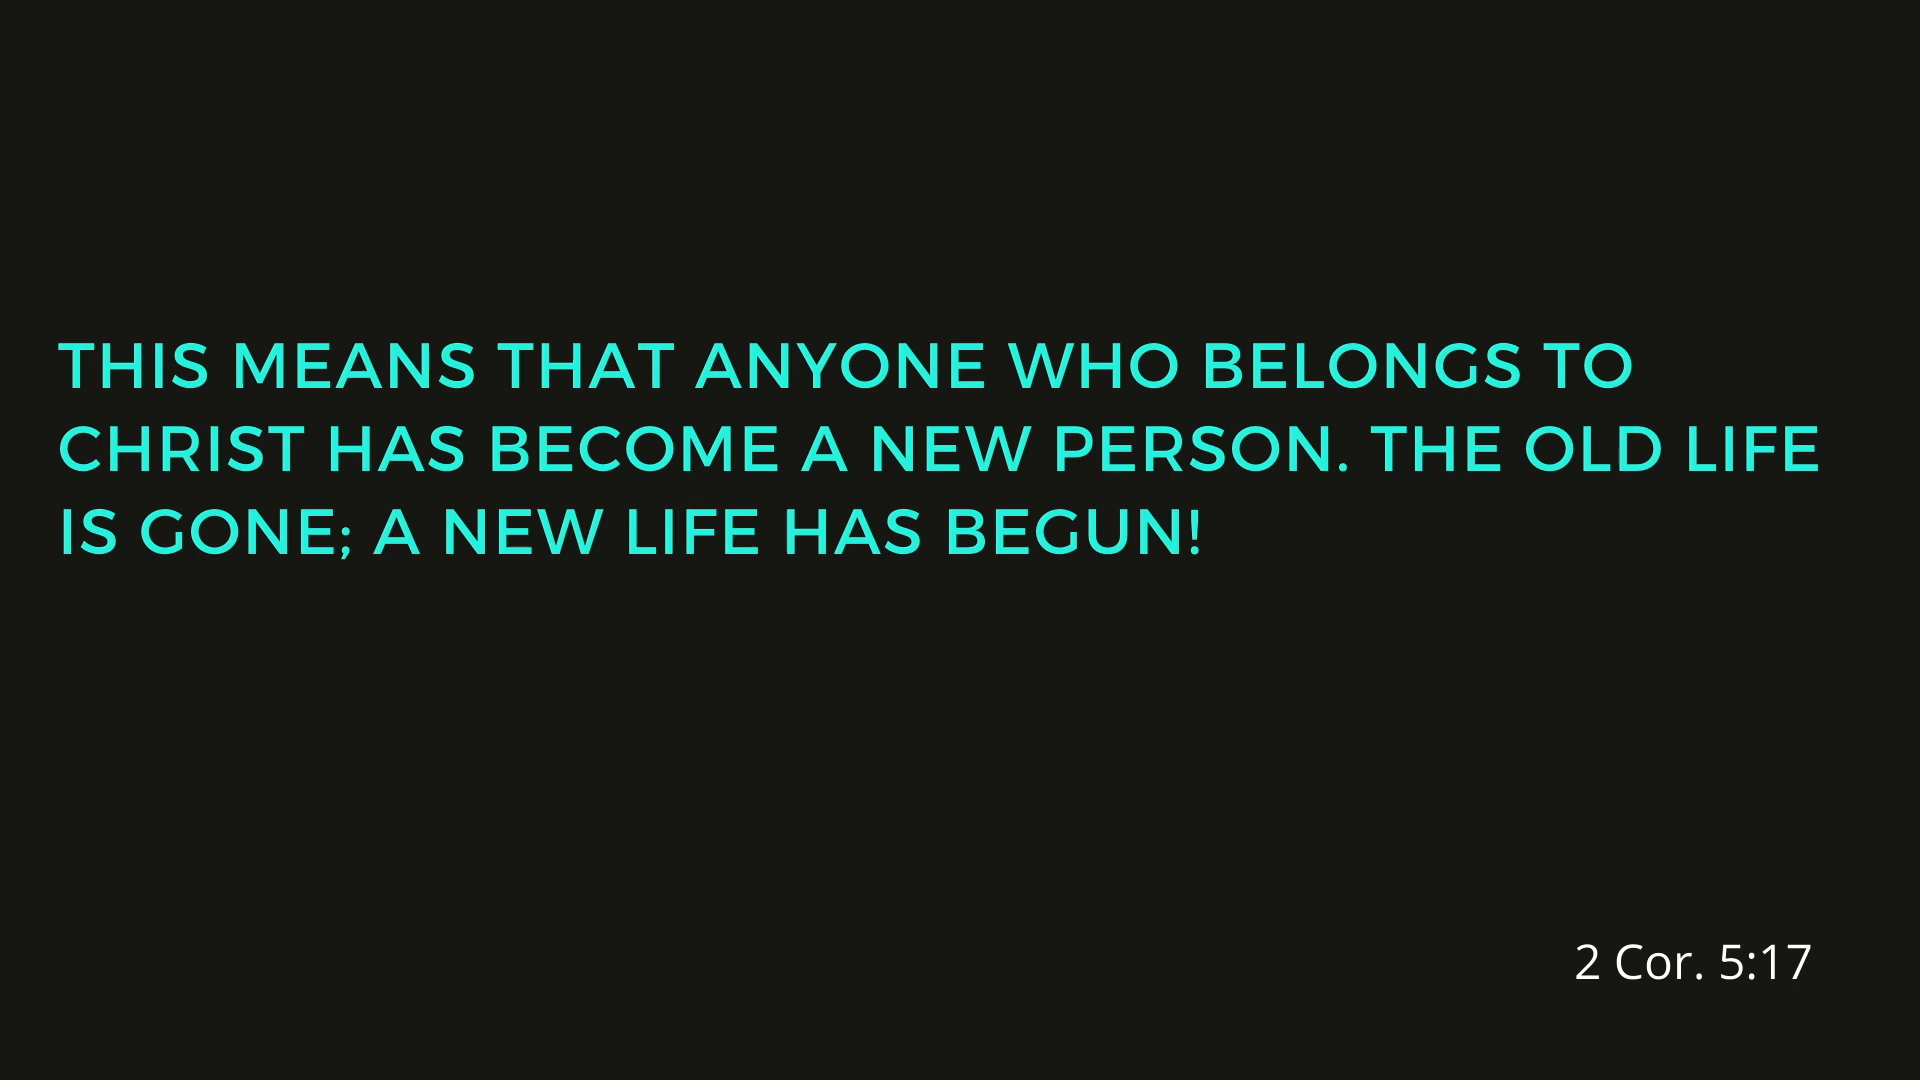 THIS MEANS THAT ANYONE WHO BELONGS TO
CHRIST HAS BECOME A NEW PERSON. THE OLD LIFE
IS GONE; A NEW LIFE HAS BEGUN!
2 Cor. 5:17